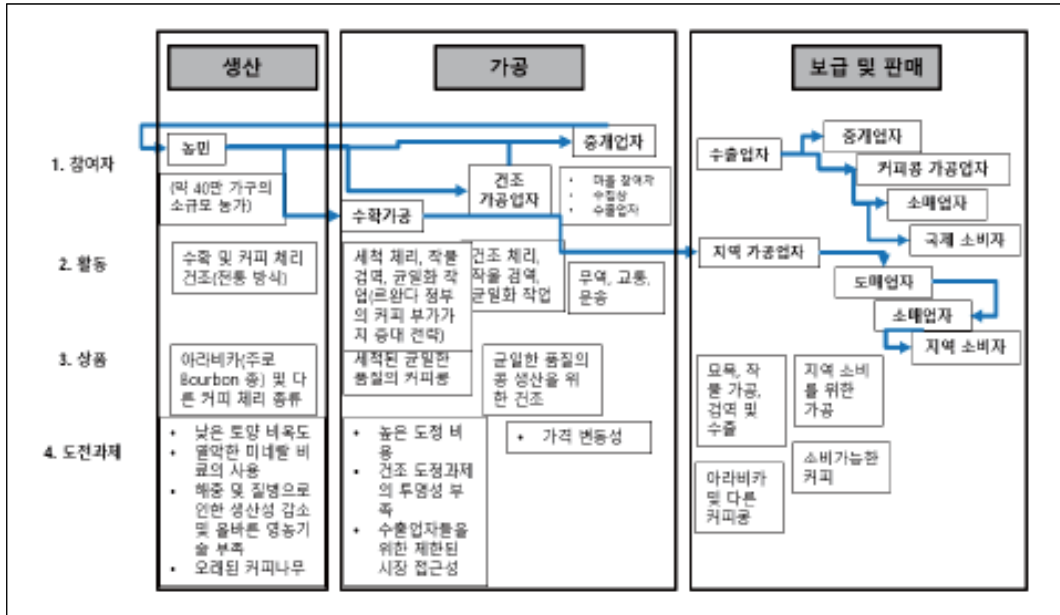 생산
가공
보급 및 판매
1. 참여자
농민
(약 40만 가구의
소규모 농가)
수확가공
건조
가공업자
중개업자
• 마을 참여자
• 수집상
• 수출업자
수출업자
중개업자
커피콩 가공업자
소매업자
국제 소비자
2. 활동
수확 및 커피 체리
건조(전통 방식)
세척 체리, 작물
검역, 균일화 작
업(르완다 정부
의 커피 부가가
치 증대 전략)
건조 체리,
작물 검역,
균일화 작업
무역, 교통,
운송
지역 가공업자
도매업자
소매업자
지역 소비자
3. 상품
아라비카(주로
Bourbon 종) 및 다
른 커피 체리 종류
세척된 균일한
품질의 커피콩
균일한 품질의
콩 생산을 위
한 건조
묘목, 작
물 가공,
검역 및
수출
지역 소비
를 위한
가공
4. 도전과제
• 낮은 토양 비옥도
• 열악한 미네랄 비
료의 사용
• 해충 및 질병으로
인한 생산성 감소
및 올바른 영농기
술 부족
• 오래된 커피나무
• 높은 도정 비
용
• 건조 도정과제
의 투명성 부
족
• 수출업자들을
위한 제한된
시장 접근성
• 가격 변동성
아라비카
및 다른
커피콩
소비가능한
커피